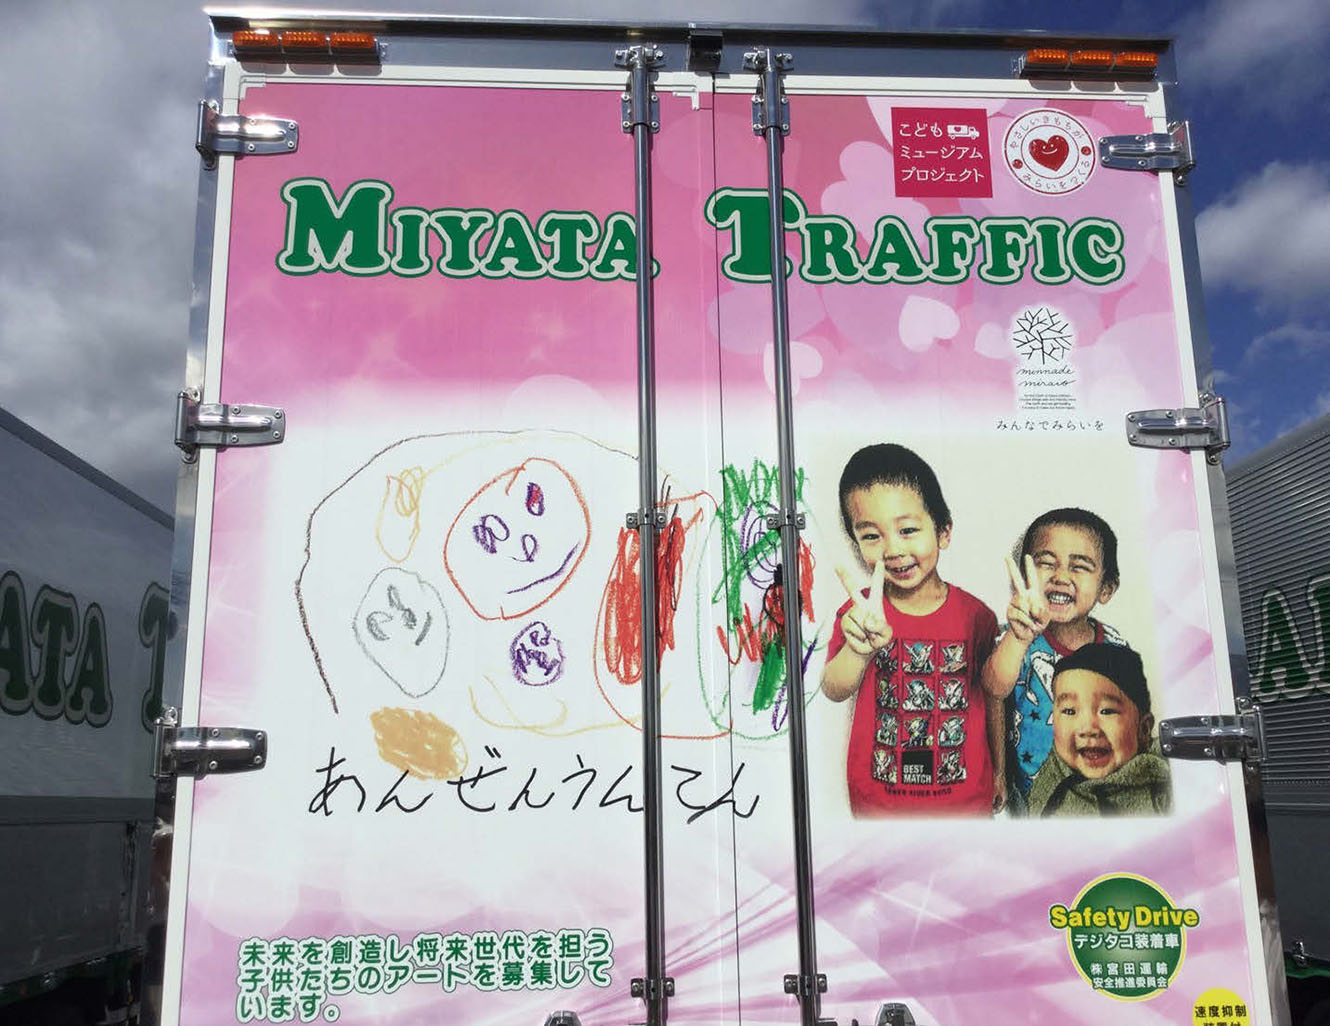 こども
ミュージアム
プロジェクト
やさしいきもちが
みらいをつくる
MIYATA TRAFFIC
minnade
miraio
みんなでみらいを
BEST
MATCH
あんぜんうんてん
Safety Drive
デジタコ装着車
㈱宮田運輸
安全推進委員会
未来を創造し将来世代を担う
子供たちのアートを募集して
います。
速度抑制
ATA T